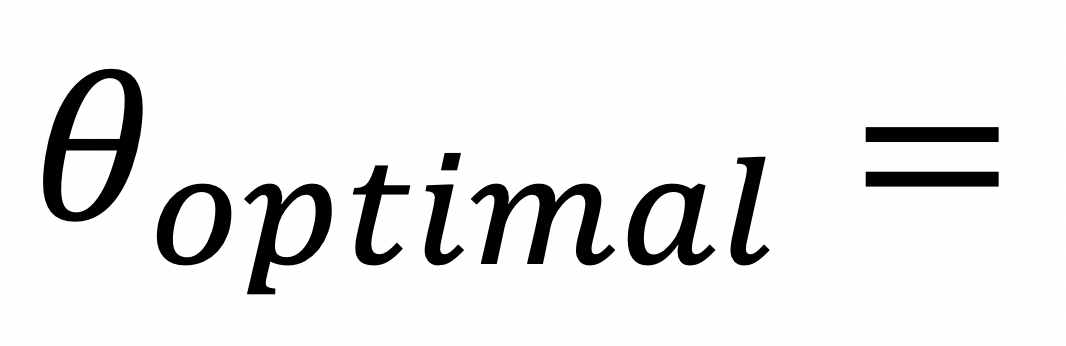 θ_optimal =